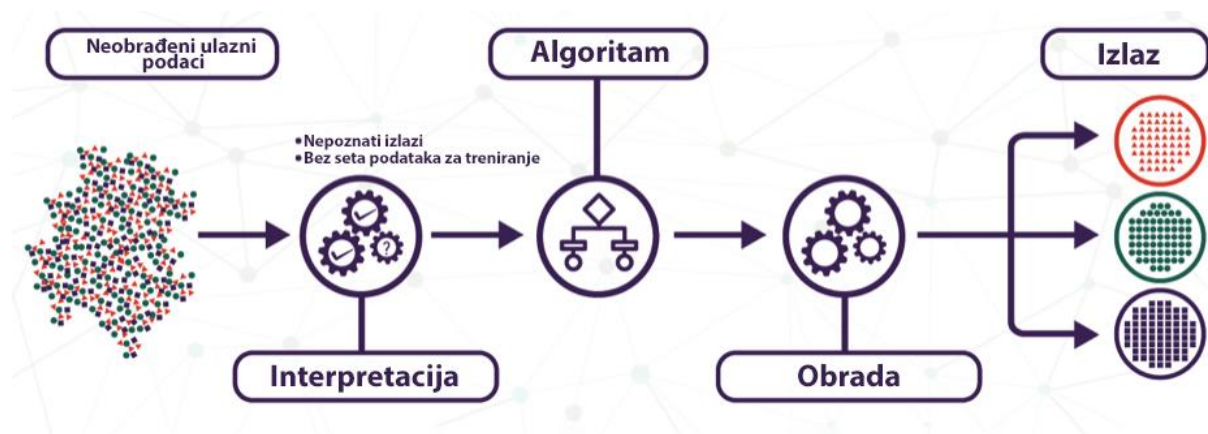 Neobrađeni ulazni
podaci
Algoritam
Izlaz
•Nepoznati izlazi
•Bez seta podataka za treniranje
?
Interpretacija
Obrada